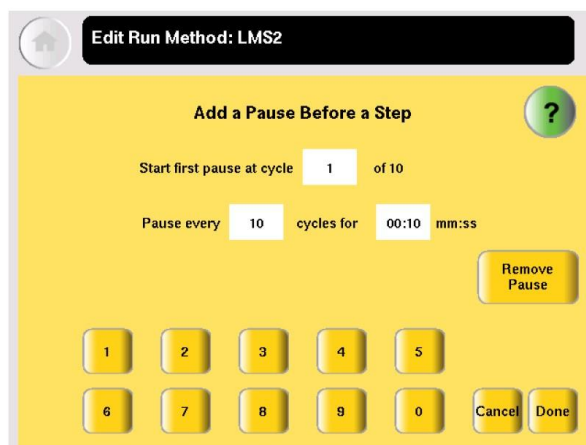 Edit Run Method: LMS2
Add a Pause Before a Step
?
Start first pause at cycle 1 of 10
Pause every 10 cycles for 00:10 mm:ss
Remove
Pause
1 2 3 4 5
6 7 8 9 0 Cancel Done